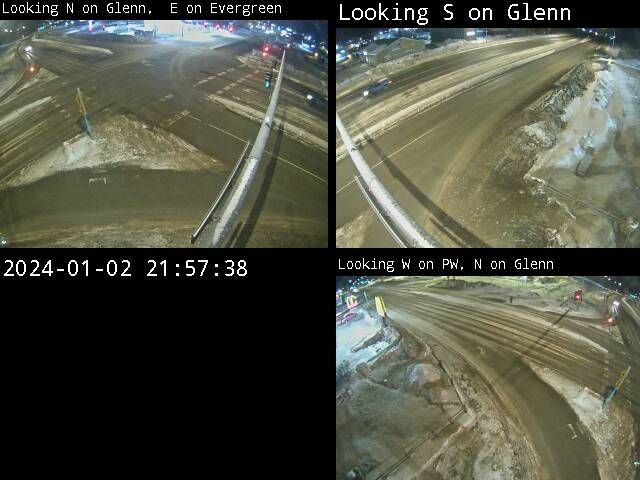 Looking N on Glenn, E on Evergreen
Looking S on Glenn
2024-01-02 21:57:38
Looking W on PW, N on Glenn